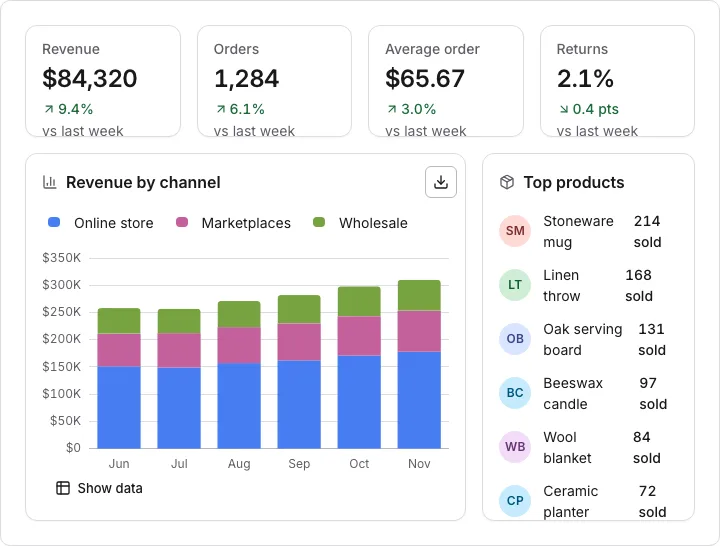 Revenue
$84,320
9.4%
vs last week
Orders
1,284
6.1%
vs last week
Average order
$65.67
3.0%
vs last week
Returns
2.1%
0.4 pts
vs last week
Revenue by channel
Online store
Marketplaces
Wholesale
$350K
$300K
$250K
$200K
$150K
$100K
$50K
$0
Jun
Jul
Aug
Sep
Oct
Nov
Show data
Top products
SM
Stoneware
mug
214
sold
LT
Linen
throw
168
sold
OB
Oak serving
board
131
sold
BC
Beeswax
candle
97
sold
WB
Wool
blanket
84
sold
CP
Ceramic
planter
72
sold